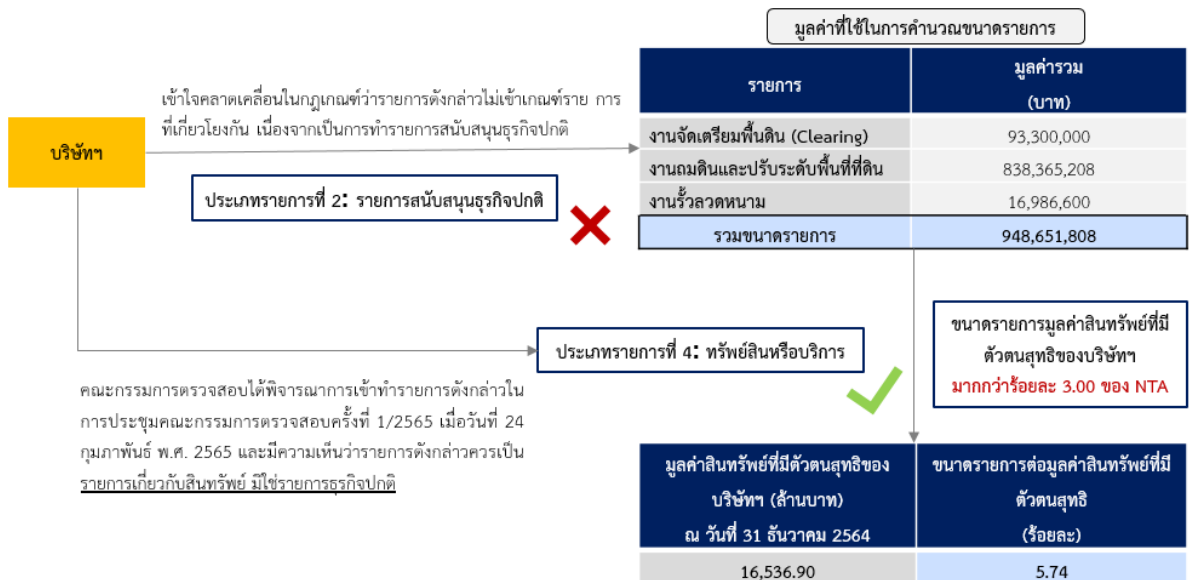 มูลค่าที่ใช้ในการคำนวณขนาดรายการ
รายการ
มูลค่ารวม
(บาท)
งานจัดเตรียมพื้นดิน (Clearing)
93,300,000
งานถมดินและปรับระดับพื้นที่ที่ดิน
838,365,208
งานรั้วลวดหนาม
16,986,600
รวมขนาดรายการ
948,651,808
บริษัทฯ
เข้าใจคลาดเคลื่อนในกฎเกณฑ์ว่ารายการดังกล่าวไม่เข้าเกณฑ์ราย การ
ที่เกี่ยวโยงกัน เนื่องจากเป็นการทำรายการสนับสนุนธุรกิจปกติ
ประเภทรายการที่ 2: รายการสนับสนุนธุรกิจปกติ
ประเภทรายการที่ 4: ทรัพย์สินหรือบริการ
ขนาดรายการมูลค่าสินทรัพย์ที่มี
ตัวตนสุทธิของบริษัทฯ
มากกว่าร้อยละ 3.00 ของ NTA
คณะกรรมการตรวจสอบได้พิจารณาการเข้าทำรายการดังกล่าวใน
การประชุมคณะกรรมการตรวจสอบครั้งที่ 1/2565 เมื่อวันที่ 24
กุมภาพันธ์ พ.ศ. 2565 และมีความเห็นว่ารายการดังกล่าวควรเป็น
รายการเกี่ยวกับสินทรัพย์ มิใช่รายการธุรกิจปกติ
มูลค่าสินทรัพย์ที่มีตัวตนสุทธิของ
บริษัทฯ (ล้านบาท)
ณ วันที่ 31 ธันวาคม 2564
ขนาดรายการต่อมูลค่าสินทรัพย์ที่มี
ตัวตนสุทธิ
(ร้อยละ)
16,536.90
5.74